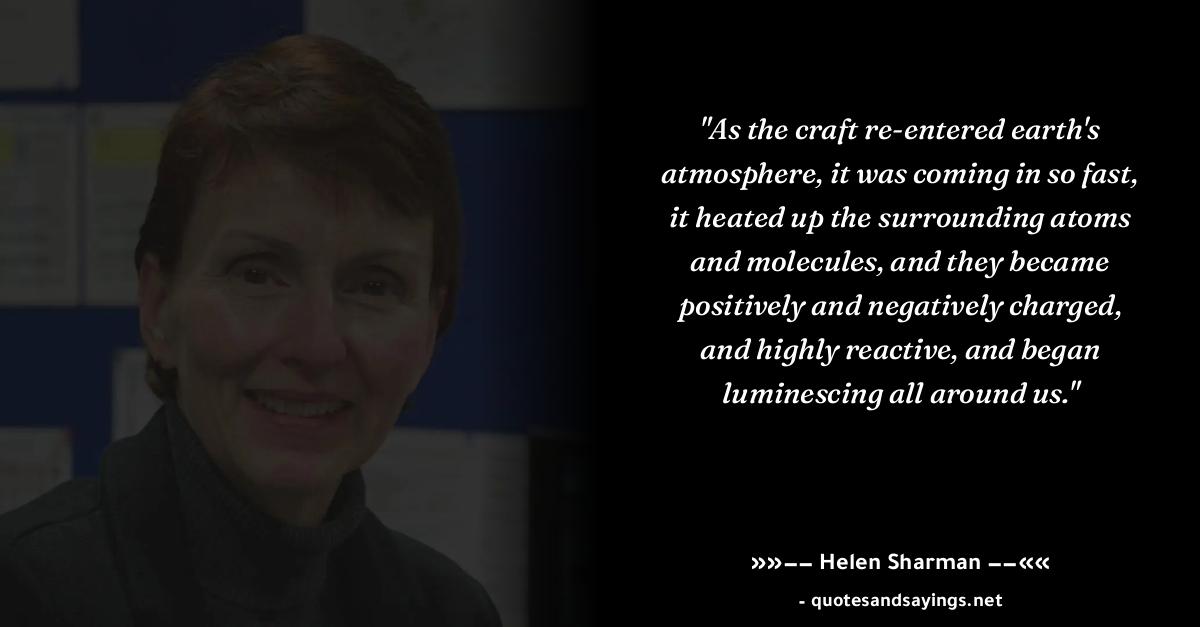 "As the craft re-entered earth's
atmosphere, it was coming in so fast,
it heated up the surrounding atoms
and molecules, and they became
positively and negatively charged,
and highly reactive, and began
luminescing all around us."
»»−− Helen Sharman −−««
- quotesandsayings.net